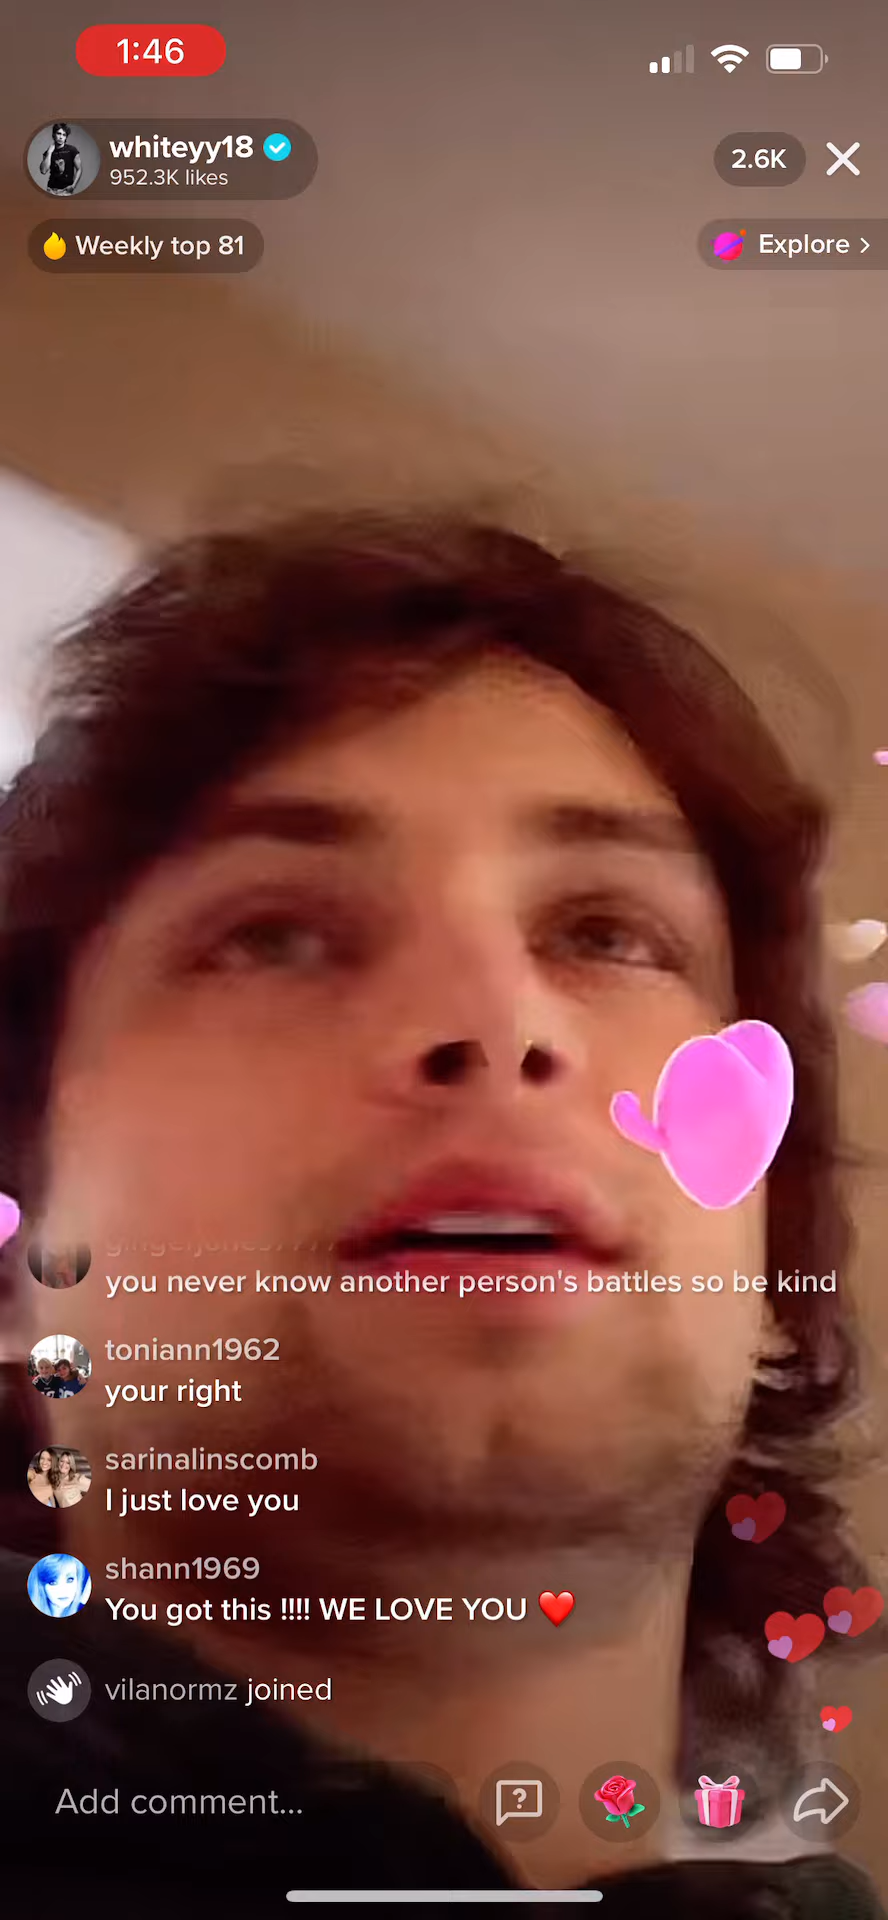 1:46
whiteyy18
952.3K likes
2.6K
Weekly top 81
Explore >
you never know another person's battles so be kind
toniann1962
your right
sarinalinscomb
I just love you
shann1969
You got this !!!! WE LOVE YOU ❤️
vilanormz joined
Add comment...